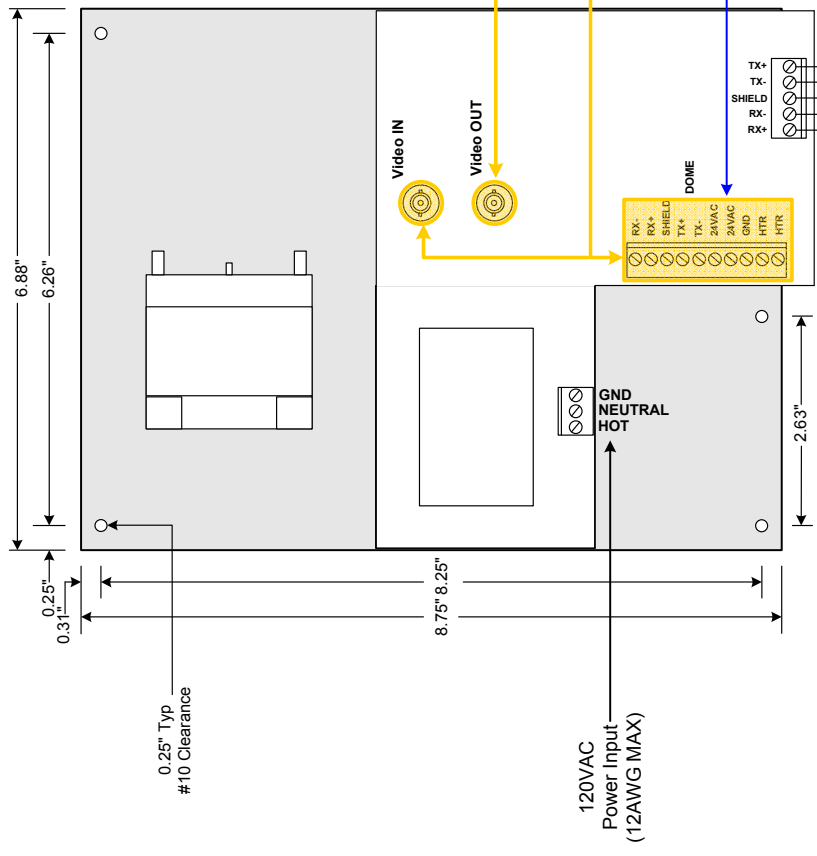 TX+
TX-
SHIELD
RX-
RX+
Video IN
Video OUT
DOME
RX-
RX+
SHIELD
TX+
TX-
24VAC
24VAC
GND
HTR
HTR
GND
NEUTRAL
HOT
6.88"
6.26"
2.63"
0.25"
0.31"
8.25"
8.75"
0.25" Typ
#10 Clearance
120VAC
Power Input
(12AWG MAX)